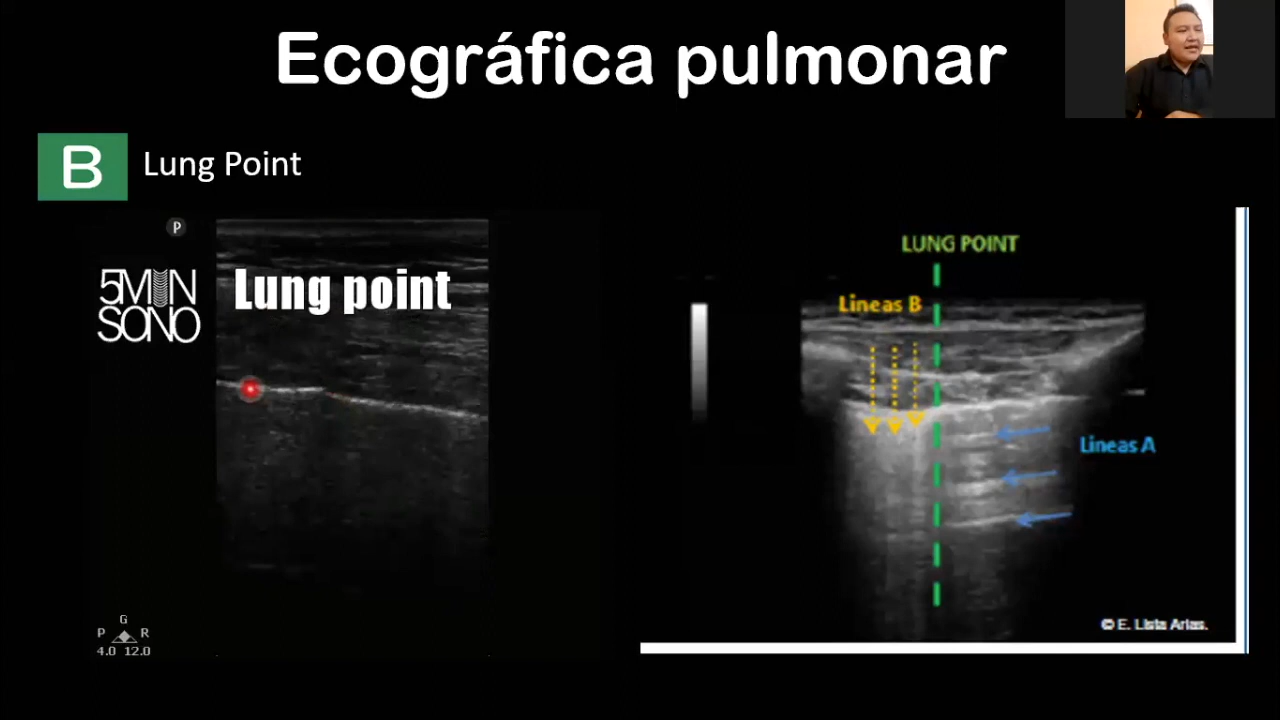 Ecográfica pulmonar
B
Lung Point
P
5MIN
SONO
Lung point
G
P R
4.0 12.0
LUNG POINT
Lineas B
Lineas A
© E. Lista Arias.